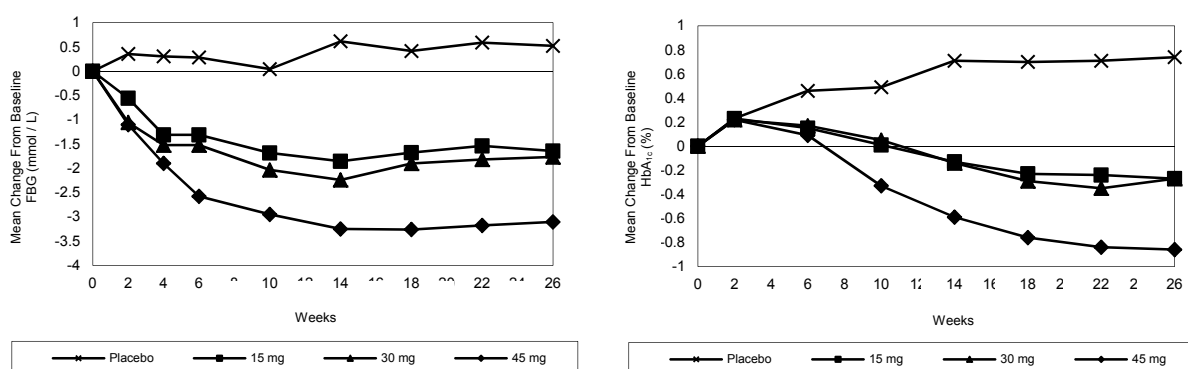 Mean Change From Baseline
FBG (mmol / L)
1
0.5
0
-0.5
-1
-1.5
-2
-2.5
-3
-3.5
-4
0 2 4 6 10 14 18 22 26
Weeks
Placebo 15 mg 30 mg 45 mg
Mean Change From Baseline
HbA1c (%)
1
0.8
0.6
0.4
0.2
0
-0.2
-0.4
-0.6
-0.8
-1
0 2 6 10 14 18 22 26
Weeks
Placebo 15 mg 30 mg 45 mg